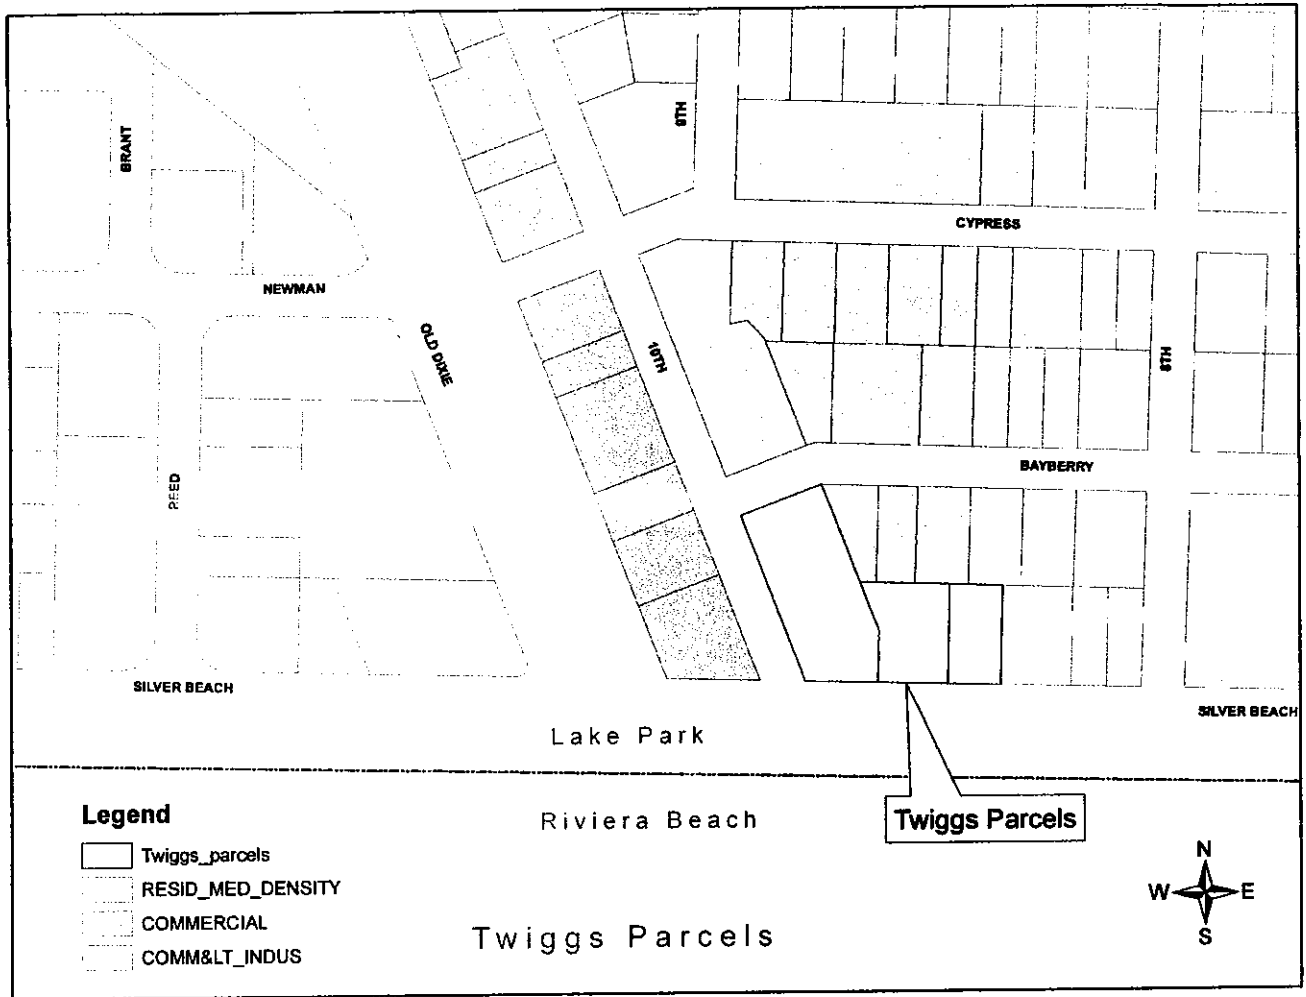 BRANT
9TH
CYPRESS
NEWMAN
OLD DIXIE
10TH
8TH
BAYBERRY
REED
SILVER BEACH
SILVER BEACH
Lake Park
Riviera Beach
Twiggs Parcels
Legend
Twiggs_parcels
RESID_MED_DENSITY
COMMERCIAL
COMM&LT_INDUS
Twiggs Parcels
N
W
E
S